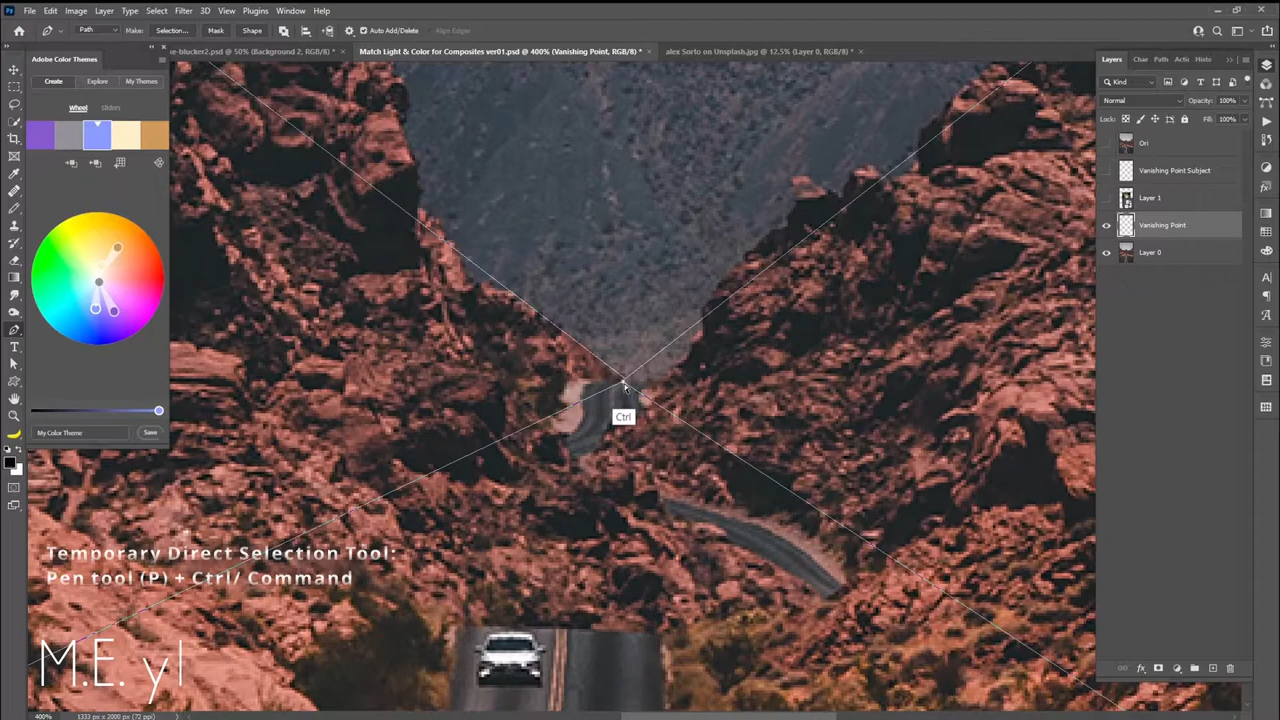 File Edit Image Layer Type Select Filter 3D View Plugins Window Help
Path Make: Selection... Mask Shape Auto Add/Delete Align Edges
e-blucker2.psd @ 50% (Background 2, RGB/8) * Match Light & Color for Composites ver01.psd @ 400% (Vanishing Point, RGB/8) * alex Sorto on Unsplash.jpg @ 12,5% (Layer 0, RGB/8) *
Adobe Color Themes
Create Explore My Themes
Wheel Sliders
My Color Theme Save
Layers Char Path Acti Histo
Kind
Normal Opacity: 100%
Lock: Fill: 100%
Ori
Vanishing Point Subject
Layer 1
Vanishing Point
Layer 0
Ctrl
Temporary Direct Selection Tool:
Pen tool (P) + Ctrl/ Command
M.E. yl
400% 1333 px x 2000 px (72 ppi)